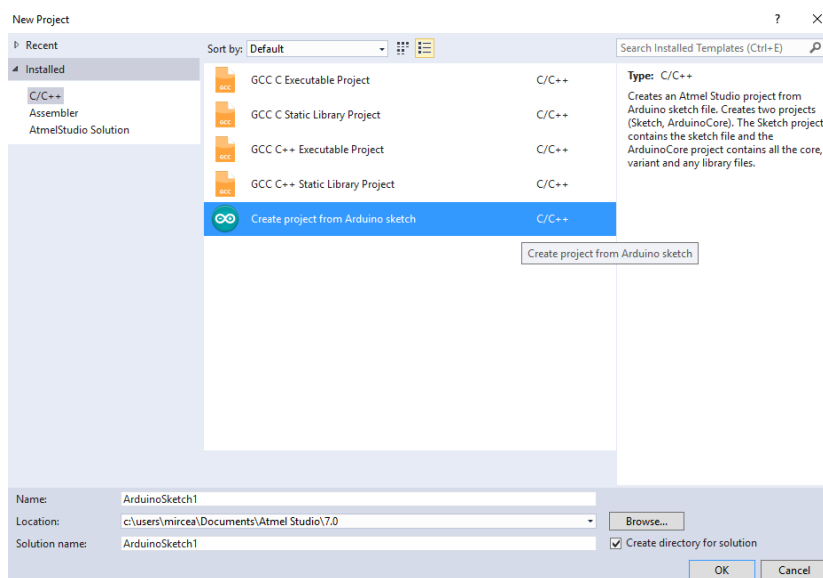 New Project
? ×
Recent
Installed
C/C++
Assembler
AtmelStudio Solution
Sort by: Default
GCC C Executable Project C/C++
GCC C Static Library Project C/C++
GCC C++ Executable Project C/C++
GCC C++ Static Library Project C/C++
Create project from Arduino sketch C/C++
Create project from Arduino sketch
Search Installed Templates (Ctrl+E)
Type: C/C++
Creates an Atmel Studio project from
Arduino sketch file. Creates two projects
(Sketch, ArduinoCore). The Sketch project
contains the sketch file and the
ArduinoCore project contains all the core,
variant and any library files.
Name: ArduinoSketch1
Location: c:\users\mircea\Documents\Atmel Studio\7.0
Browse...
Solution name: ArduinoSketch1
Create directory for solution
OK Cancel